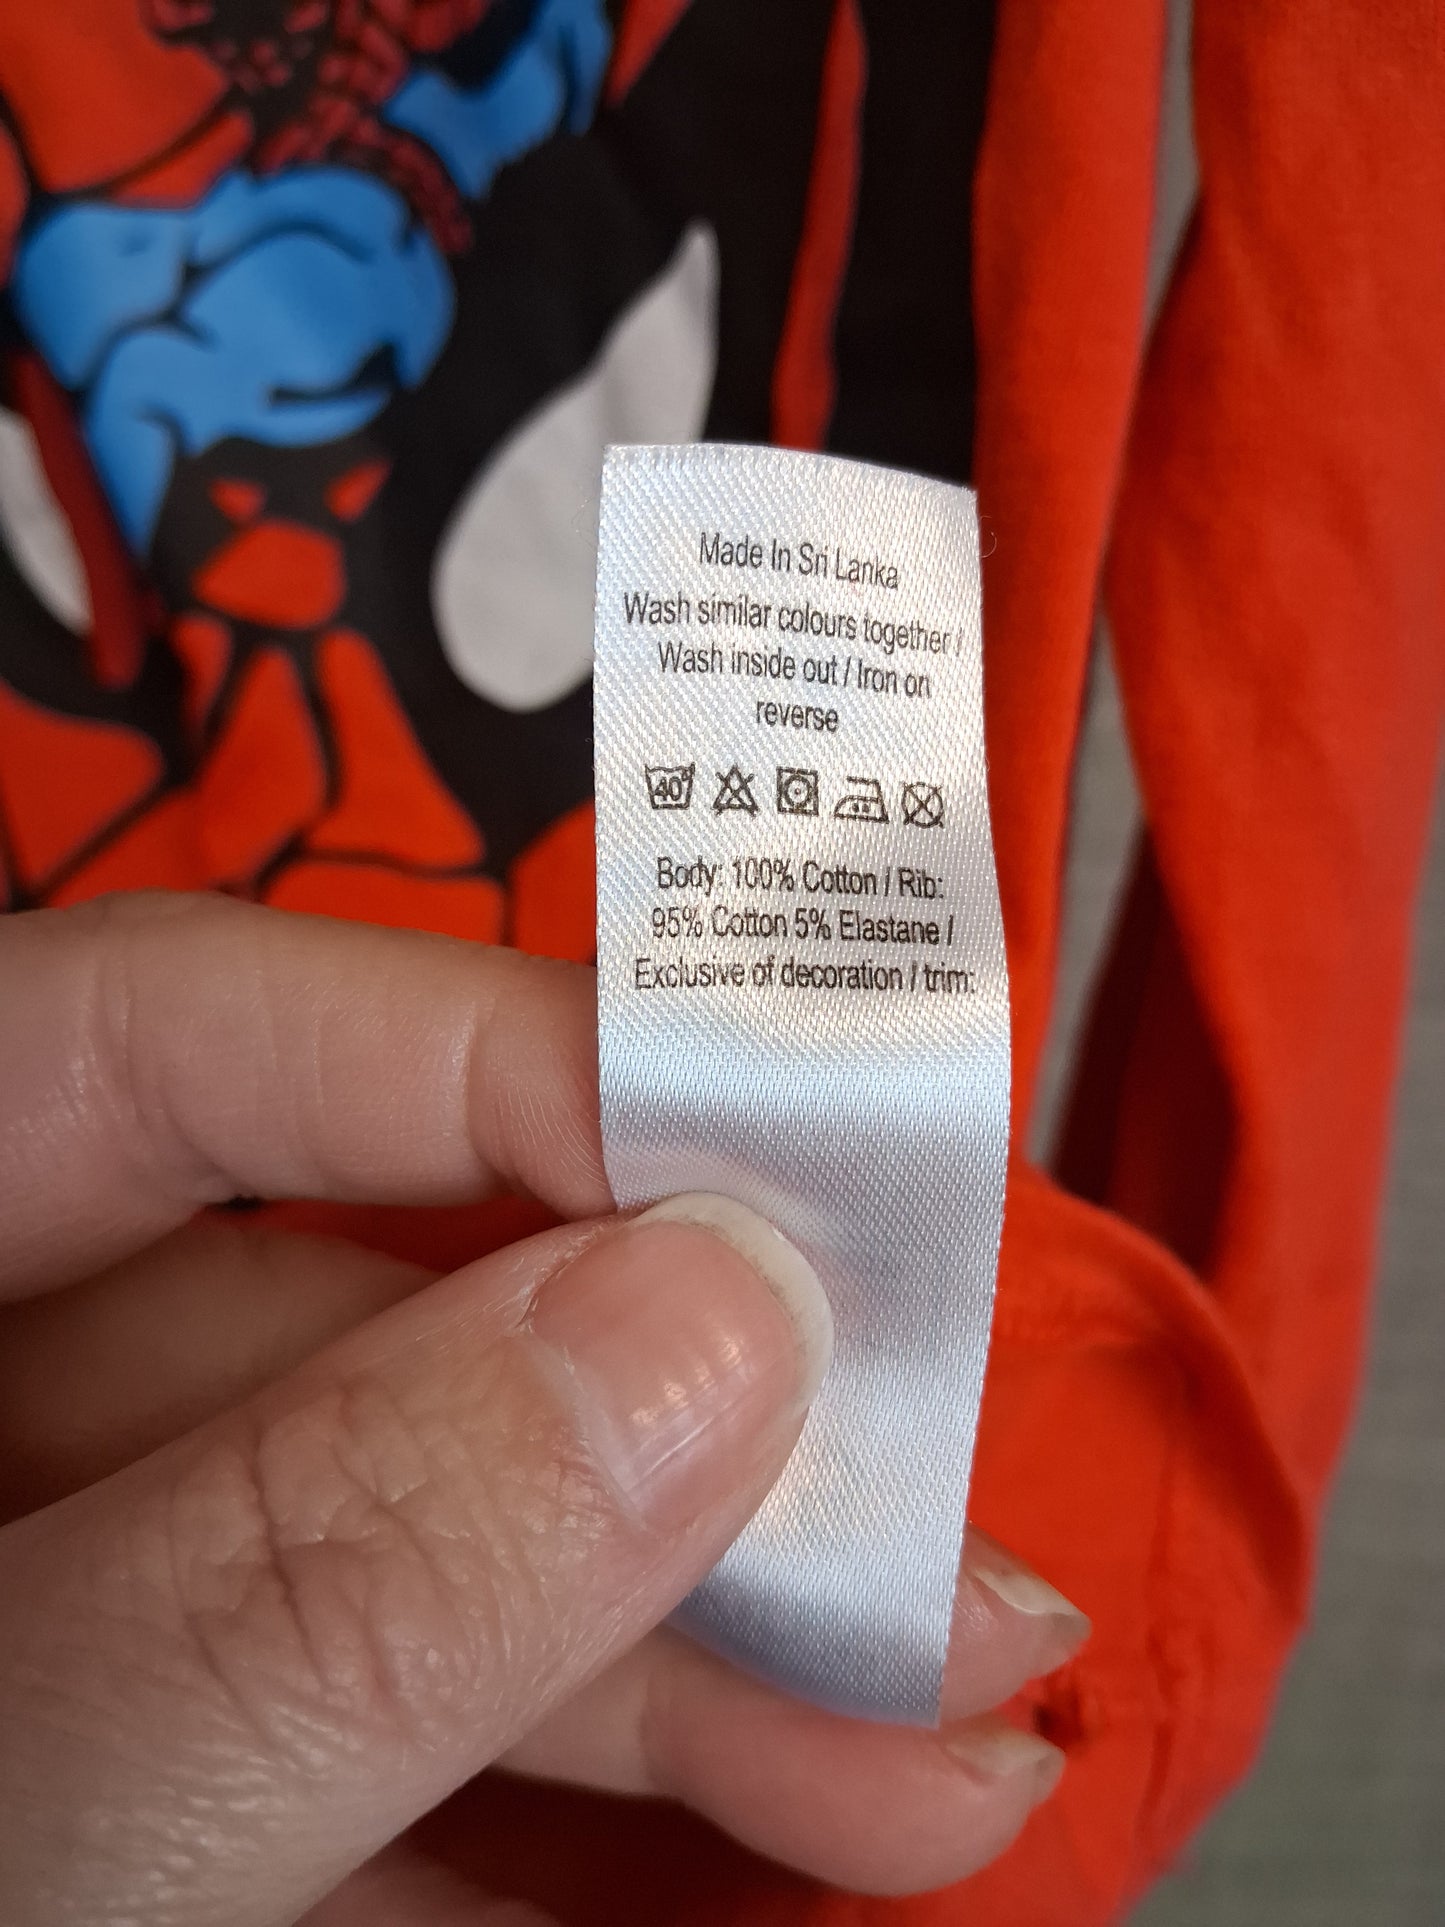 Made In Sri Lanka
Wash similar colours together /
Wash inside out / Iron on
reverse
40°
Body: 100% Cotton / Rib:
95% Cotton 5% Elastane /
Exclusive of decoration / trim: